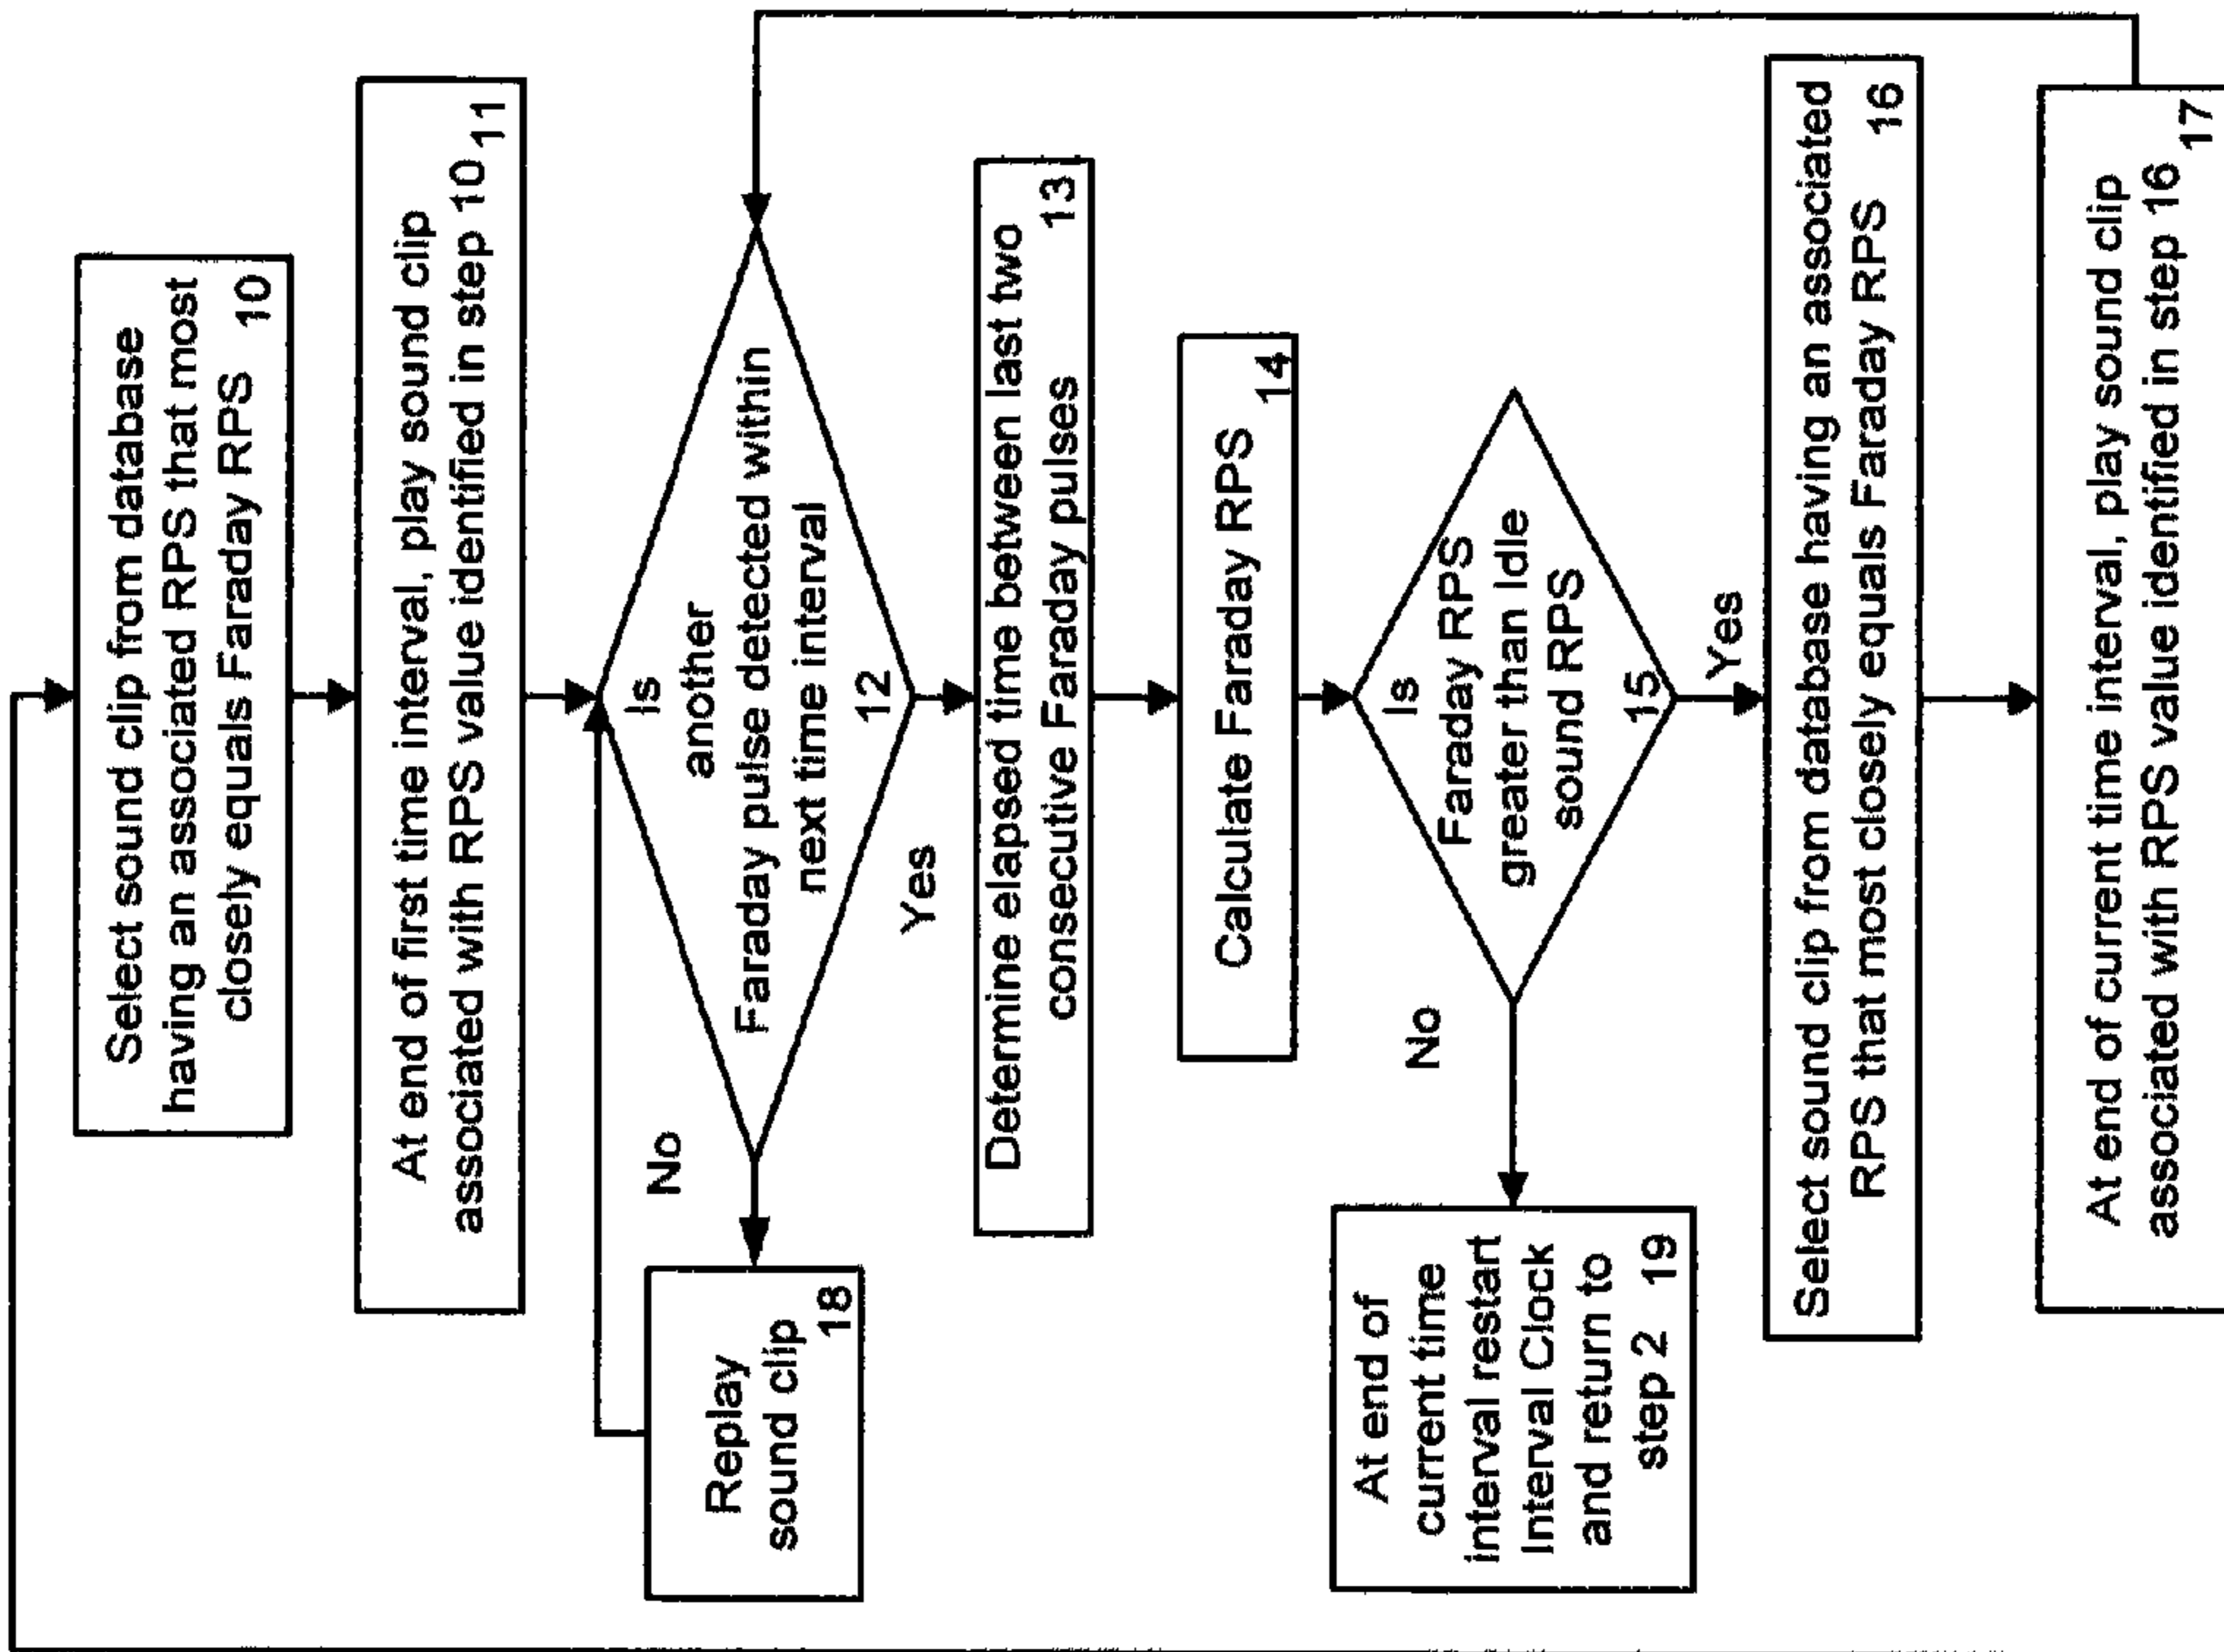 Select sound clip from database
having an associated RPS that most
closely equals Faraday RPS 10
At end of first time interval, play sound clip
associated with RPS value identified in step 10 11
Is
another
Faraday pulse detected within
next time interval
12
No
Yes
Replay
sound clip
18
Determine elapsed time between last two
consecutive Faraday pulses 13
Calculate Faraday RPS
14
Is
Faraday RPS
greater than Idle
sound RPS
15
No
Yes
At end of
current time
interval restart
Interval Clock
and return to
step 2 19
Select sound clip from database having an associated
RPS that most closely equals Faraday RPS 16
At end of current time interval, play sound clip
associated with RPS value identified in step 16
17